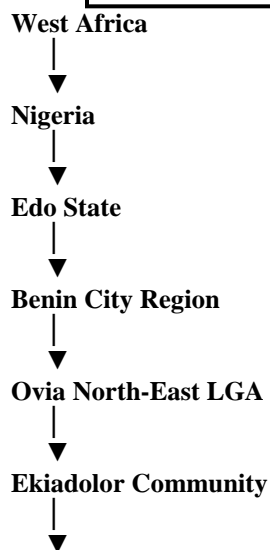 West Africa
Nigeria
Edo State
Benin City Region
Ovia North-East LGA
Ekiadolor Community